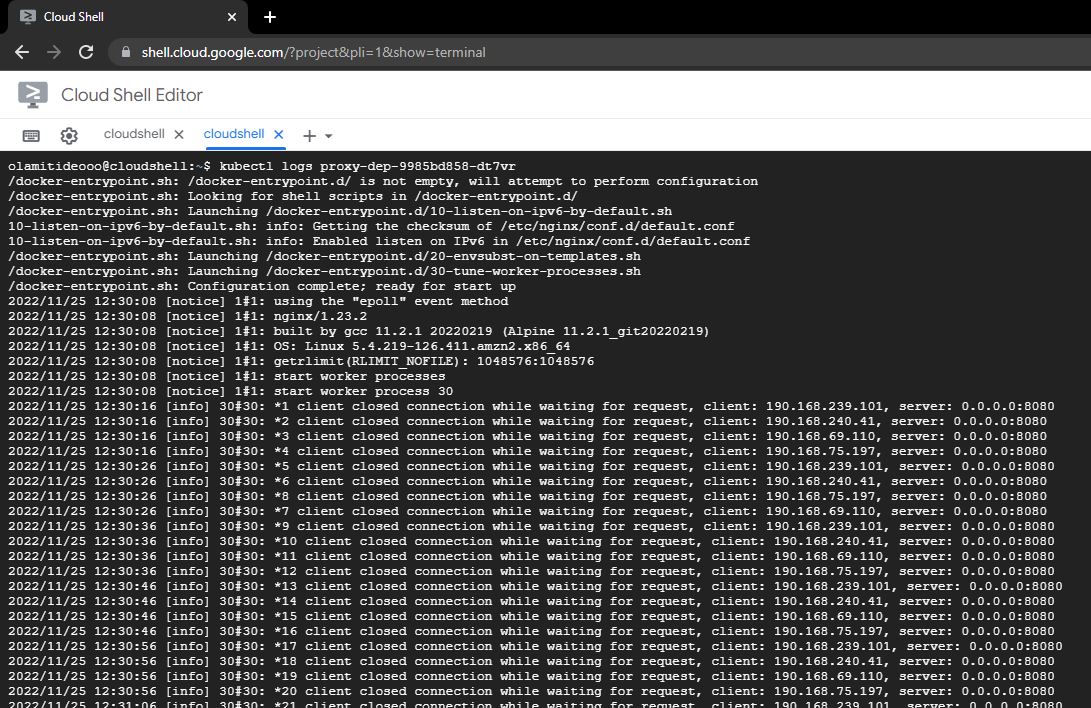 Cloud Shell
shell.cloud.google.com/?project&pli=1&show=terminal
Cloud Shell Editor
cloudshell cloudshell
olamitideooo@cloudshell:~$ kubectl logs proxy-dep-9985bd858-dt7vr
/docker-entrypoint.sh: /docker-entrypoint.d/ is not empty, will attempt to perform configuration
/docker-entrypoint.sh: Looking for shell scripts in /docker-entrypoint.d/
/docker-entrypoint.sh: Launching /docker-entrypoint.d/10-listen-on-ipv6-by-default.sh
10-listen-on-ipv6-by-default.sh: info: Getting the checksum of /etc/nginx/conf.d/default.conf
10-listen-on-ipv6-by-default.sh: info: Enabled listen on IPv6 in /etc/nginx/conf.d/default.conf
/docker-entrypoint.sh: Launching /docker-entrypoint.d/20-envsubst-on-templates.sh
/docker-entrypoint.sh: Launching /docker-entrypoint.d/30-tune-worker-processes.sh
/docker-entrypoint.sh: Configuration complete; ready for start up
2022/11/25 12:30:08 [notice] 1#1: using the "epoll" event method
2022/11/25 12:30:08 [notice] 1#1: nginx/1.23.2
2022/11/25 12:30:08 [notice] 1#1: built by gcc 11.2.1 20220219 (Alpine 11.2.1_git20220219)
2022/11/25 12:30:08 [notice] 1#1: OS: Linux 5.4.219-126.411.amzn2.x86_64
2022/11/25 12:30:08 [notice] 1#1: getrlimit(RLIMIT_NOFILE): 1048576:1048576
2022/11/25 12:30:08 [notice] 1#1: start worker processes
2022/11/25 12:30:08 [notice] 1#1: start worker process 30
2022/11/25 12:30:16 [info] 30#30: *1 client closed connection while waiting for request, client: 190.168.239.101, server: 0.0.0.0:8080
2022/11/25 12:30:16 [info] 30#30: *2 client closed connection while waiting for request, client: 190.168.240.41, server: 0.0.0.0:8080
2022/11/25 12:30:16 [info] 30#30: *3 client closed connection while waiting for request, client: 190.168.69.110, server: 0.0.0.0:8080
2022/11/25 12:30:16 [info] 30#30: *4 client closed connection while waiting for request, client: 190.168.75.197, server: 0.0.0.0:8080
2022/11/25 12:30:26 [info] 30#30: *5 client closed connection while waiting for request, client: 190.168.239.101, server: 0.0.0.0:8080
2022/11/25 12:30:26 [info] 30#30: *6 client closed connection while waiting for request, client: 190.168.240.41, server: 0.0.0.0:8080
2022/11/25 12:30:26 [info] 30#30: *8 client closed connection while waiting for request, client: 190.168.75.197, server: 0.0.0.0:8080
2022/11/25 12:30:26 [info] 30#30: *7 client closed connection while waiting for request, client: 190.168.69.110, server: 0.0.0.0:8080
2022/11/25 12:30:36 [info] 30#30: *9 client closed connection while waiting for request, client: 190.168.239.101, server: 0.0.0.0:8080
2022/11/25 12:30:36 [info] 30#30: *10 client closed connection while waiting for request, client: 190.168.240.41, server: 0.0.0.0:8080
2022/11/25 12:30:36 [info] 30#30: *11 client closed connection while waiting for request, client: 190.168.69.110, server: 0.0.0.0:8080
2022/11/25 12:30:36 [info] 30#30: *12 client closed connection while waiting for request, client: 190.168.75.197, server: 0.0.0.0:8080
2022/11/25 12:30:46 [info] 30#30: *13 client closed connection while waiting for request, client: 190.168.239.101, server: 0.0.0.0:8080
2022/11/25 12:30:46 [info] 30#30: *14 client closed connection while waiting for request, client: 190.168.240.41, server: 0.0.0.0:8080
2022/11/25 12:30:46 [info] 30#30: *15 client closed connection while waiting for request, client: 190.168.69.110, server: 0.0.0.0:8080
2022/11/25 12:30:46 [info] 30#30: *16 client closed connection while waiting for request, client: 190.168.75.197, server: 0.0.0.0:8080
2022/11/25 12:30:56 [info] 30#30: *17 client closed connection while waiting for request, client: 190.168.239.101, server: 0.0.0.0:8080
2022/11/25 12:30:56 [info] 30#30: *18 client closed connection while waiting for request, client: 190.168.240.41, server: 0.0.0.0:8080
2022/11/25 12:30:56 [info] 30#30: *19 client closed connection while waiting for request, client: 190.168.69.110, server: 0.0.0.0:8080
2022/11/25 12:30:56 [info] 30#30: *20 client closed connection while waiting for request, client: 190.168.75.197, server: 0.0.0.0:8080
2022/11/25 12:31:06 [info] 30#30: *21 client closed connection while waiting for request, client: 190.168.239.101, server: 0.0.0.0:8080